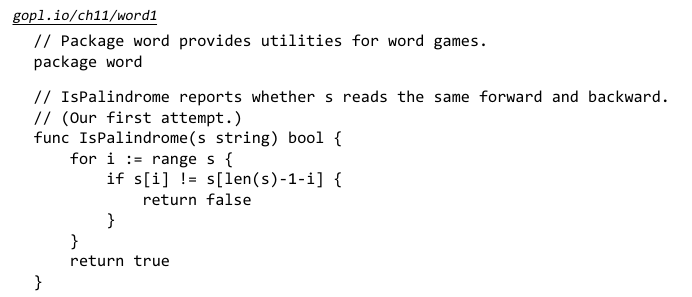 gopl.io/ch11/word1
// Package word provides utilities for word games.
package word
// IsPalindrome reports whether s reads the same forward and backward.
// (Our first attempt.)
func IsPalindrome(s string) bool {
    for i := range s {
        if s[i] != s[len(s)-1-i] {
            return false
        }
    }
    return true
}